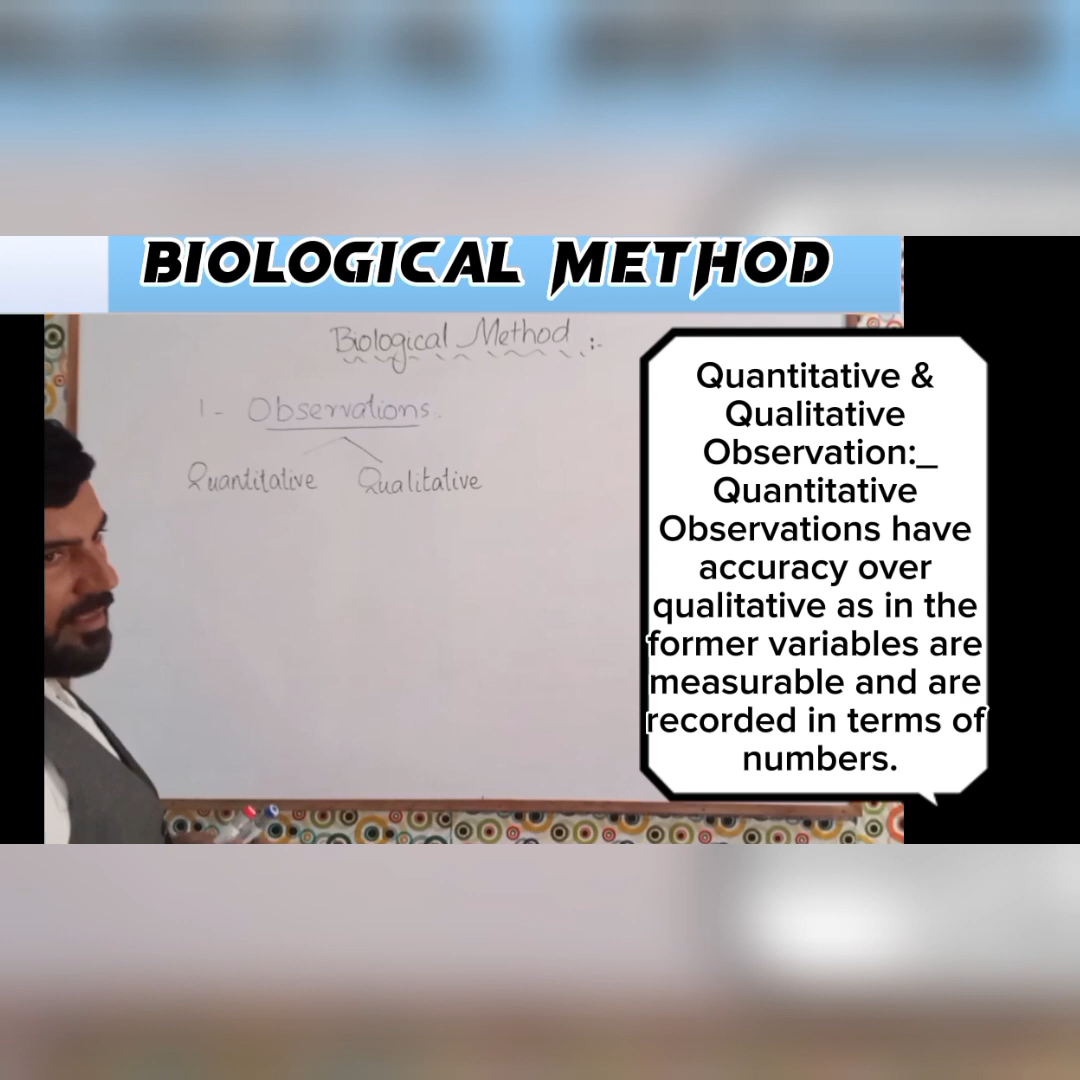 BIOLOGICAL METHOD
Biological Method :-
1- Observations.
Quantitative Qualitative
Quantitative &
Qualitative
Observation:_
Quantitative
Observations have
accuracy over
qualitative as in the
former variables are
measurable and are
recorded in terms of
numbers.